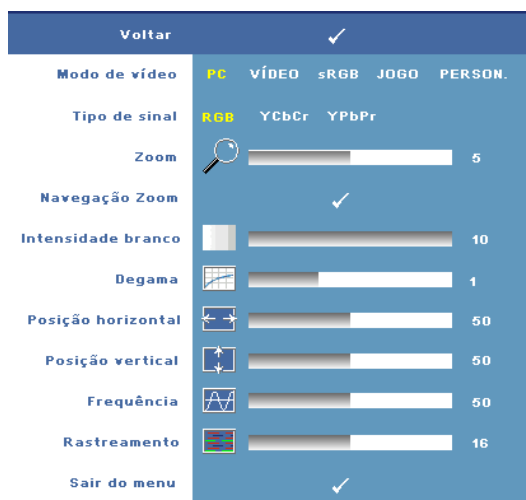 Voltar
Modo de vídeo PC VÍDEO sRGB JOGO PERSON.
Tipo de sinal RGB YCbCr YPbPr
Zoom 5
Navegação Zoom
Intensidade branco 10
Degama 1
Posição horizontal 50
Posição vertical 50
Frequência 50
Rastreamento 16
Sair do menu